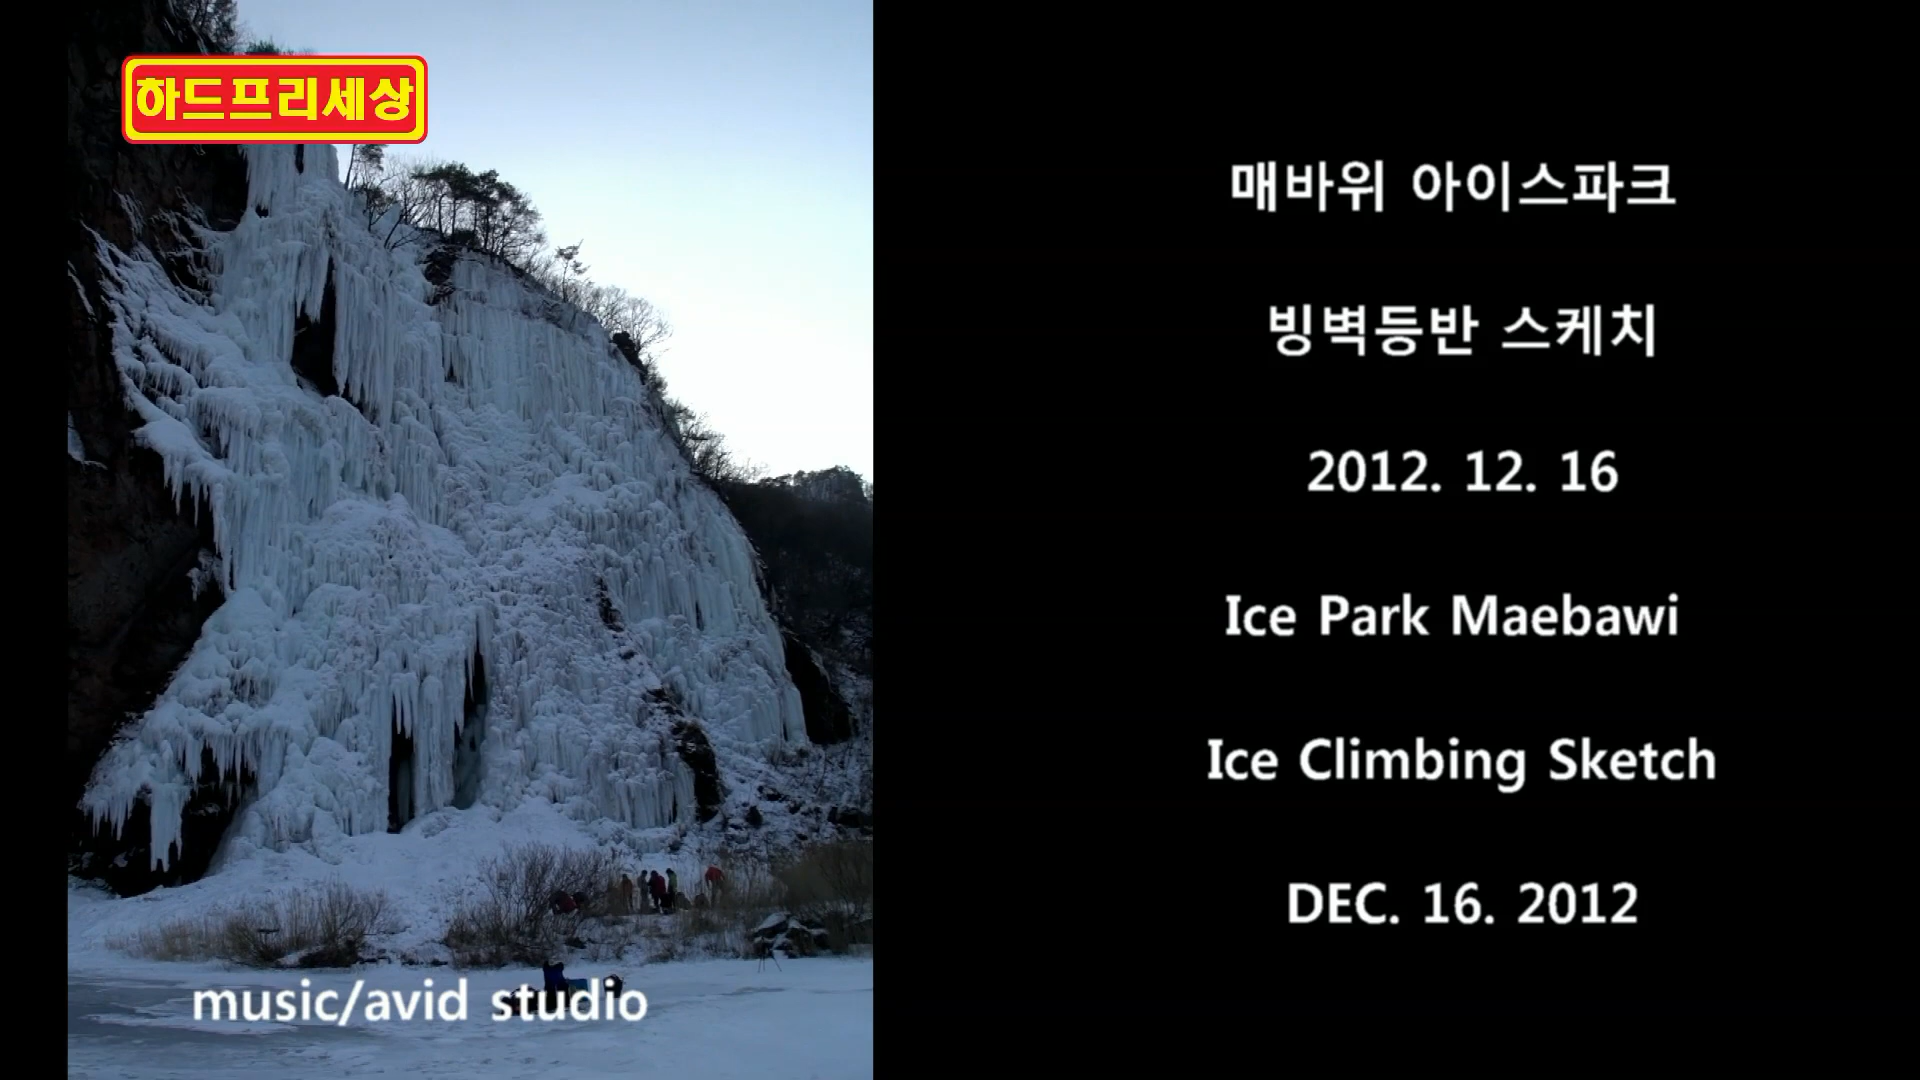 하드프리세상
매바위 아이스파크
빙벽등반 스케치
2012. 12. 16
Ice Park Maebawi
Ice Climbing Sketch
DEC. 16. 2012
music/avid studio